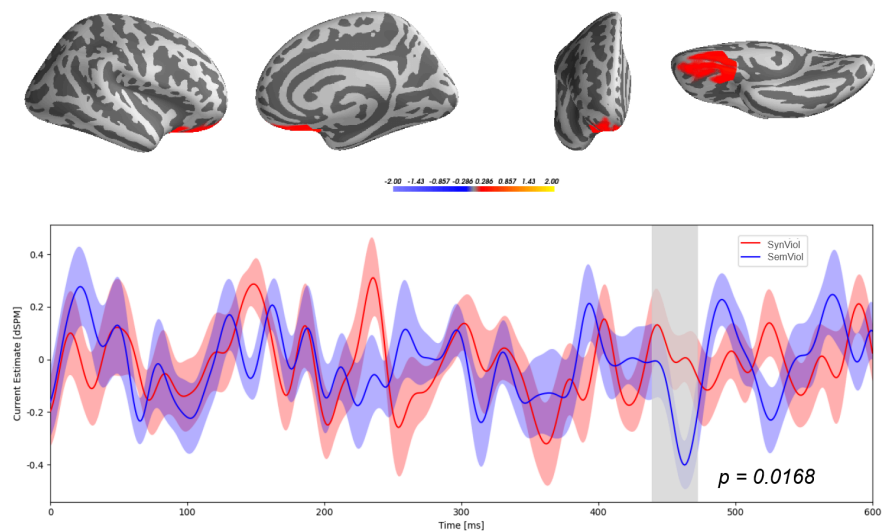 -2.00 -1.43 -0.857 -0.286 0.286 0.857 1.43 2.00
Current Estimate [dSPM]
0.4
0.2
0
-0.2
-0.4
SynViol
SemViol
p = 0.0168
0 100 200 300 400 500 600
Time [ms]